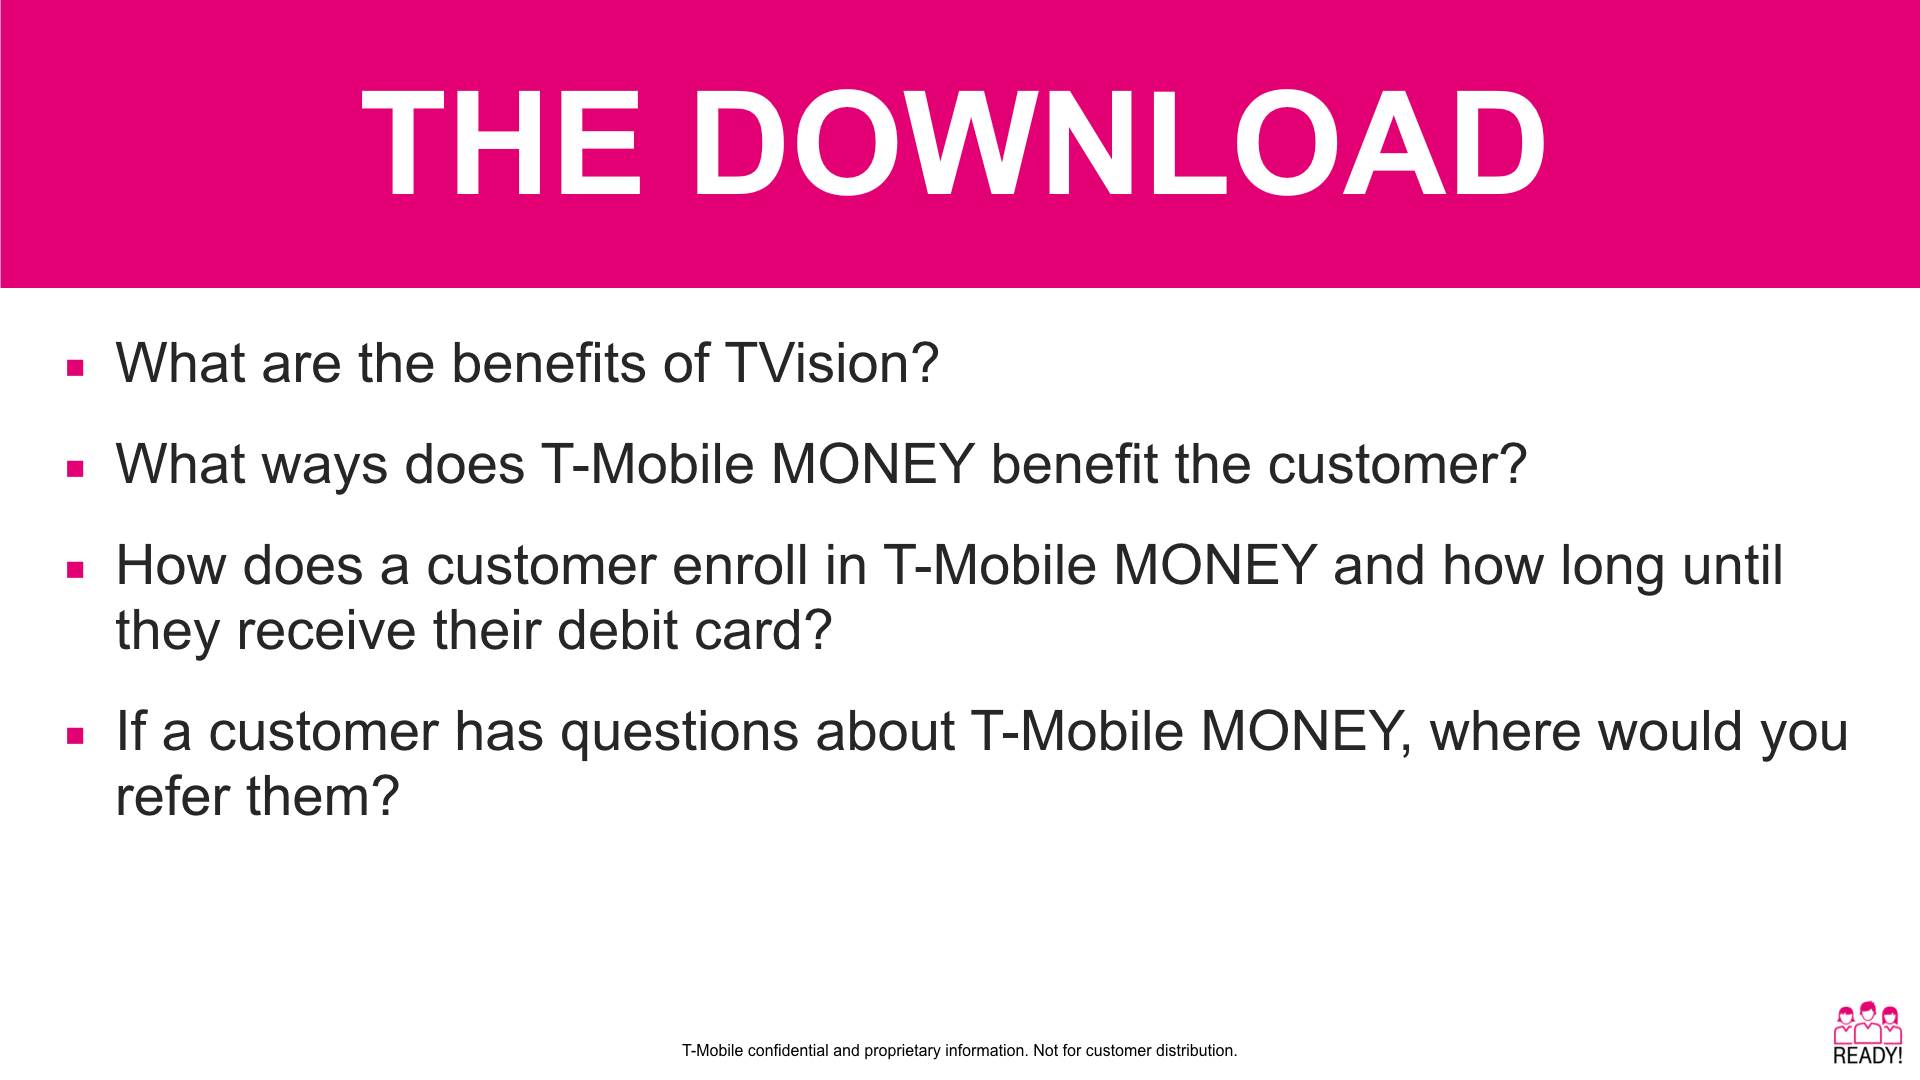 THE DOWNLOAD
What are the benefits of TVision?
What ways does T-Mobile MONEY benefit the customer?
How does a customer enroll in T-Mobile MONEY and how long until
they receive their debit card?
If a customer has questions about T-Mobile MONEY, where would you
refer them?
T-Mobile confidential and proprietary information. Not for customer distribution.
READY!